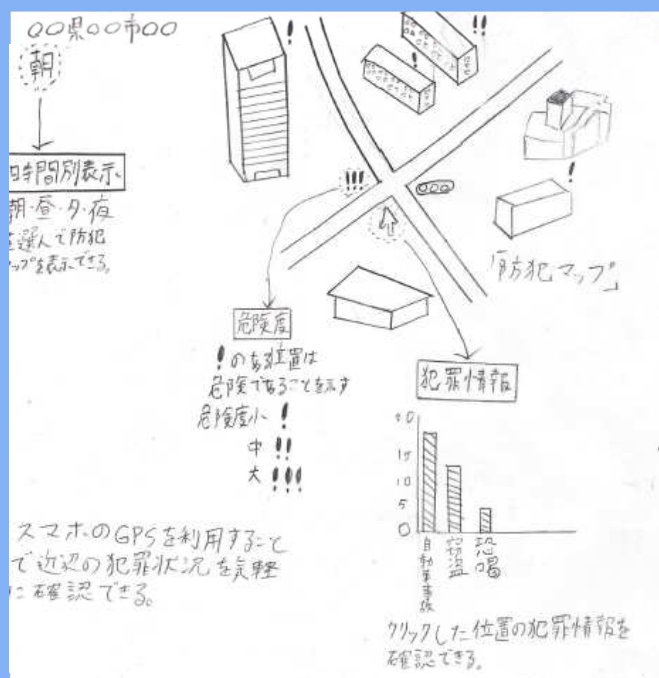 ○○県○○市○○
朝
時間別表示
朝・昼・夕・夜
を選んで防犯
マップを表示できる。
「防犯マップ」
危険度
!のある位置は
危険であることを示す
危険度小 !
中 !!
大 !!!
犯罪情報
20
15
10
5
0
自動車事故
窃盗
恐喝
クリックした位置の犯罪情報を
確認できる。
スマホのGPSを利用すること
で近辺の犯罪状況を気軽
に確認できる。